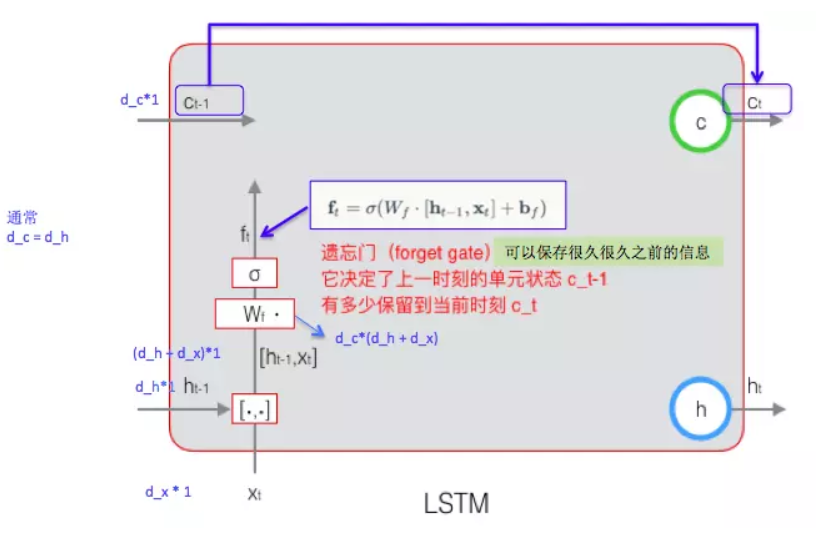 d_c*1
Ct-1
Ct
c
通常
d_c = d_h
ft = σ(Wf · [ht-1, xt] + bf)
ft
遗忘门（forget gate） 可以保存很久很久之前的信息
它决定了上一时刻的单元状态 c_t-1
有多少保留到当前时刻 c_t
σ
Wf ·
d_c*(d_h + d_x)
(d_h + d_x)*1
[ht-1,xt]
d_h*1 ht-1
[•,•]
h
ht
d_x * 1
xt
LSTM